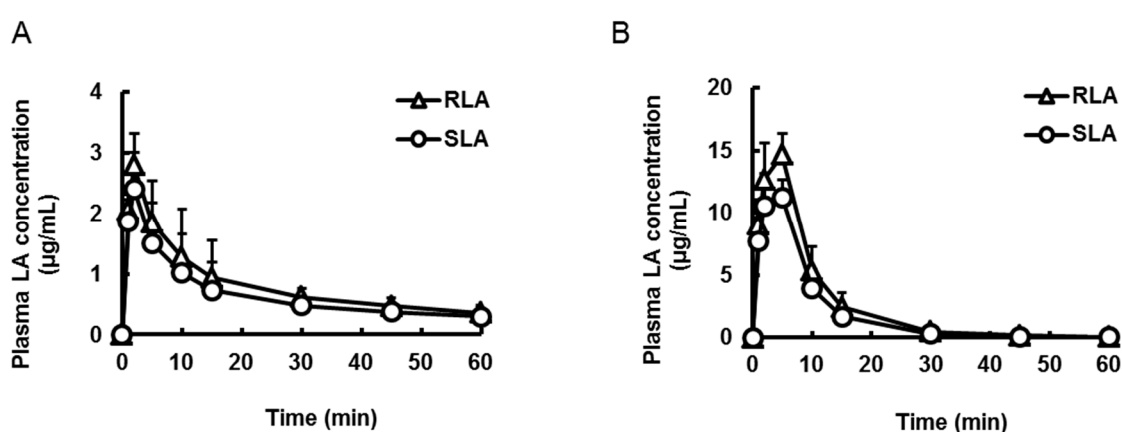 A
Plasma LA concentration
(µg/mL)
4
3
2
1
0
RLA
SLA
0 10 20 30 40 50 60
Time (min)
B
Plasma LA concentration
(µg/mL)
20
15
10
5
0
RLA
SLA
0 10 20 30 40 50 60
Time (min)